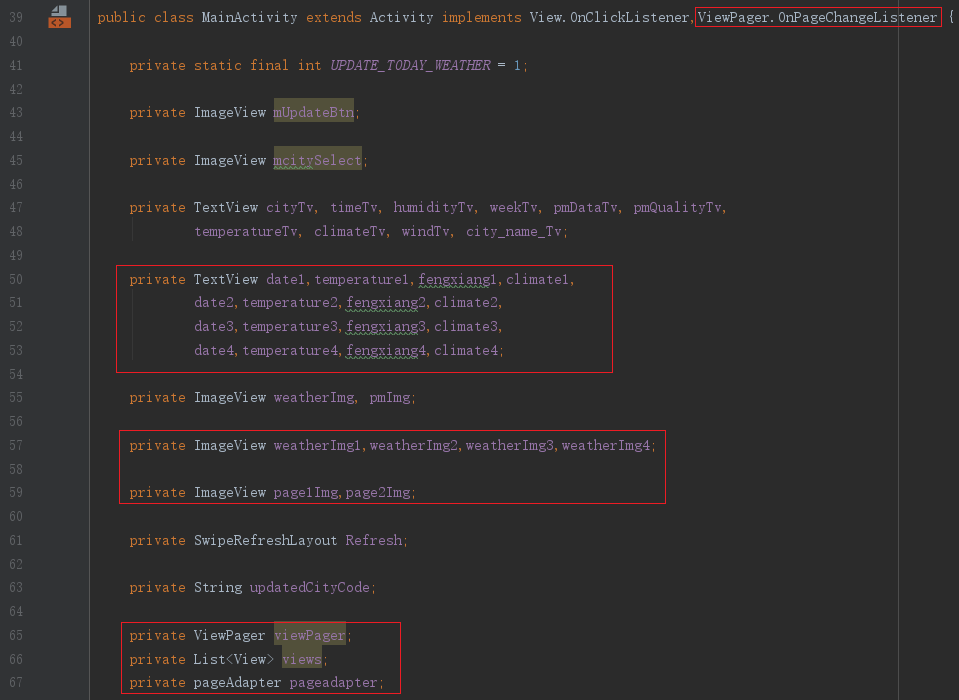 39 public class MainActivity extends Activity implements View.OnClickListener,ViewPager.OnPageChangeListener {
40
41 private static final int UPDATE_TODAY_WEATHER = 1;
42
43 private ImageView mUpdateBtn;
44
45 private ImageView mcitySelect;
46
47 private TextView cityTv, timeTv, humidityTv, weekTv, pmDataTv, pmQualityTv,
48 temperatureTv, climateTv, windTv, city_name_Tv;
49
50 private TextView date1,temperature1,fengxiang1,climate1,
51 date2,temperature2,fengxiang2,climate2,
52 date3,temperature3,fengxiang3,climate3,
53 date4,temperature4,fengxiang4,climate4;
54
55 private ImageView weatherImg, pmImg;
56
57 private ImageView weatherImg1,weatherImg2,weatherImg3,weatherImg4;
58
59 private ImageView page1Img,page2Img;
60
61 private SwipeRefreshLayout Refresh;
62
63 private String updatedCityCode;
64
65 private ViewPager viewPager;
66 private List<View> views;
67 private pageAdapter pageadapter;